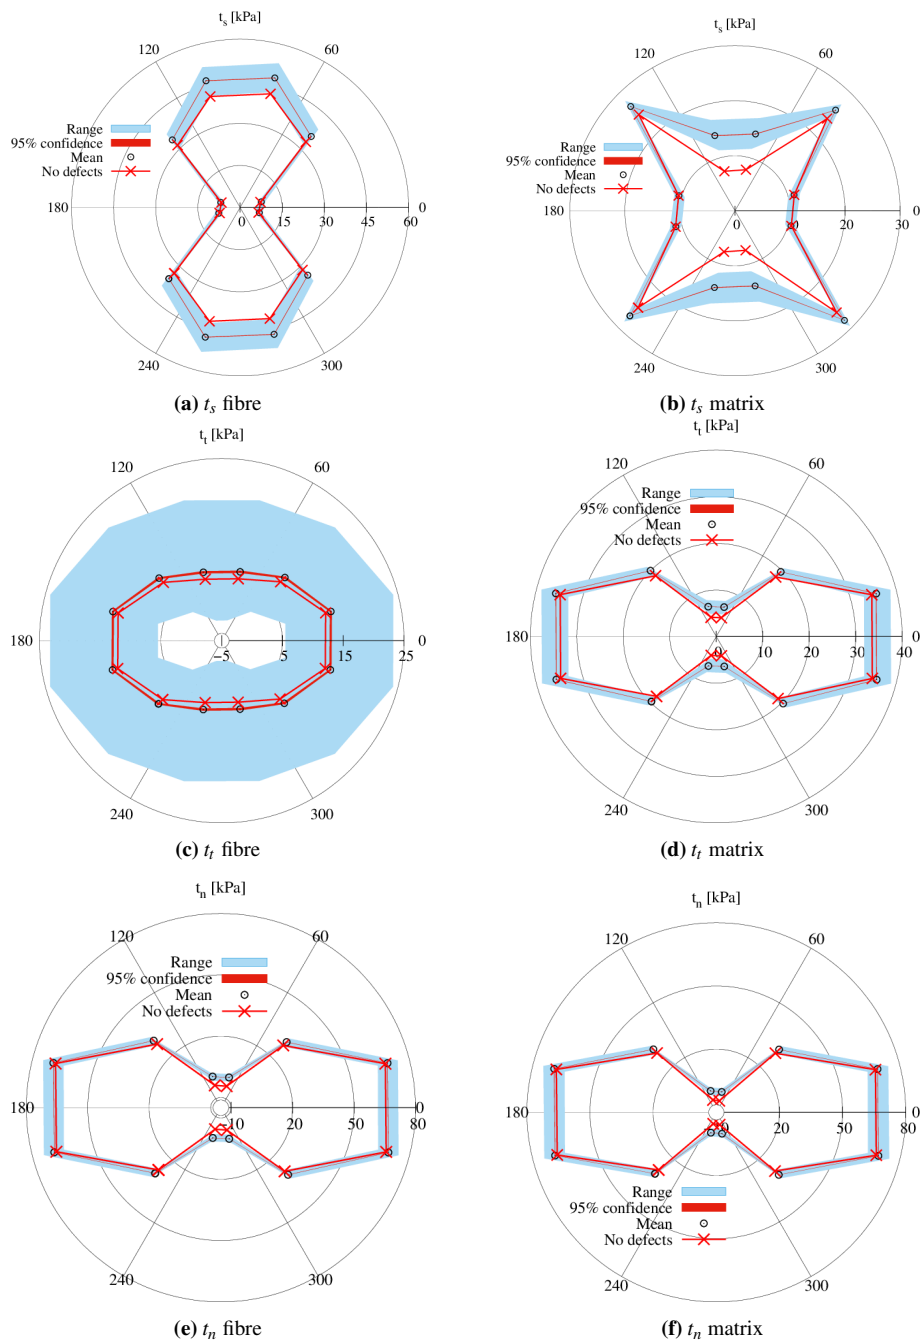 t_s [kPa]
120
60
Range
95% confidence
Mean
No defects
180
0
15
30
45
60
0
240
300
(a) t_s fibre
t_s [kPa]
120
60
Range
95% confidence
Mean
No defects
180
0
10
20
30
0
240
300
(b) t_s matrix
t_t [kPa]
120
60
180
−5
5
15
25
0
240
300
(c) t_t fibre
t_t [kPa]
120
60
Range
95% confidence
Mean
No defects
180
0
10
20
30
40
0
240
300
(d) t_t matrix
t_n [kPa]
120
60
Range
95% confidence
Mean
No defects
180
20
50
80
0
240
300
(e) t_n fibre
t_n [kPa]
120
60
180
20
50
80
0
Range
95% confidence
Mean
No defects
240
300
(f) t_n matrix